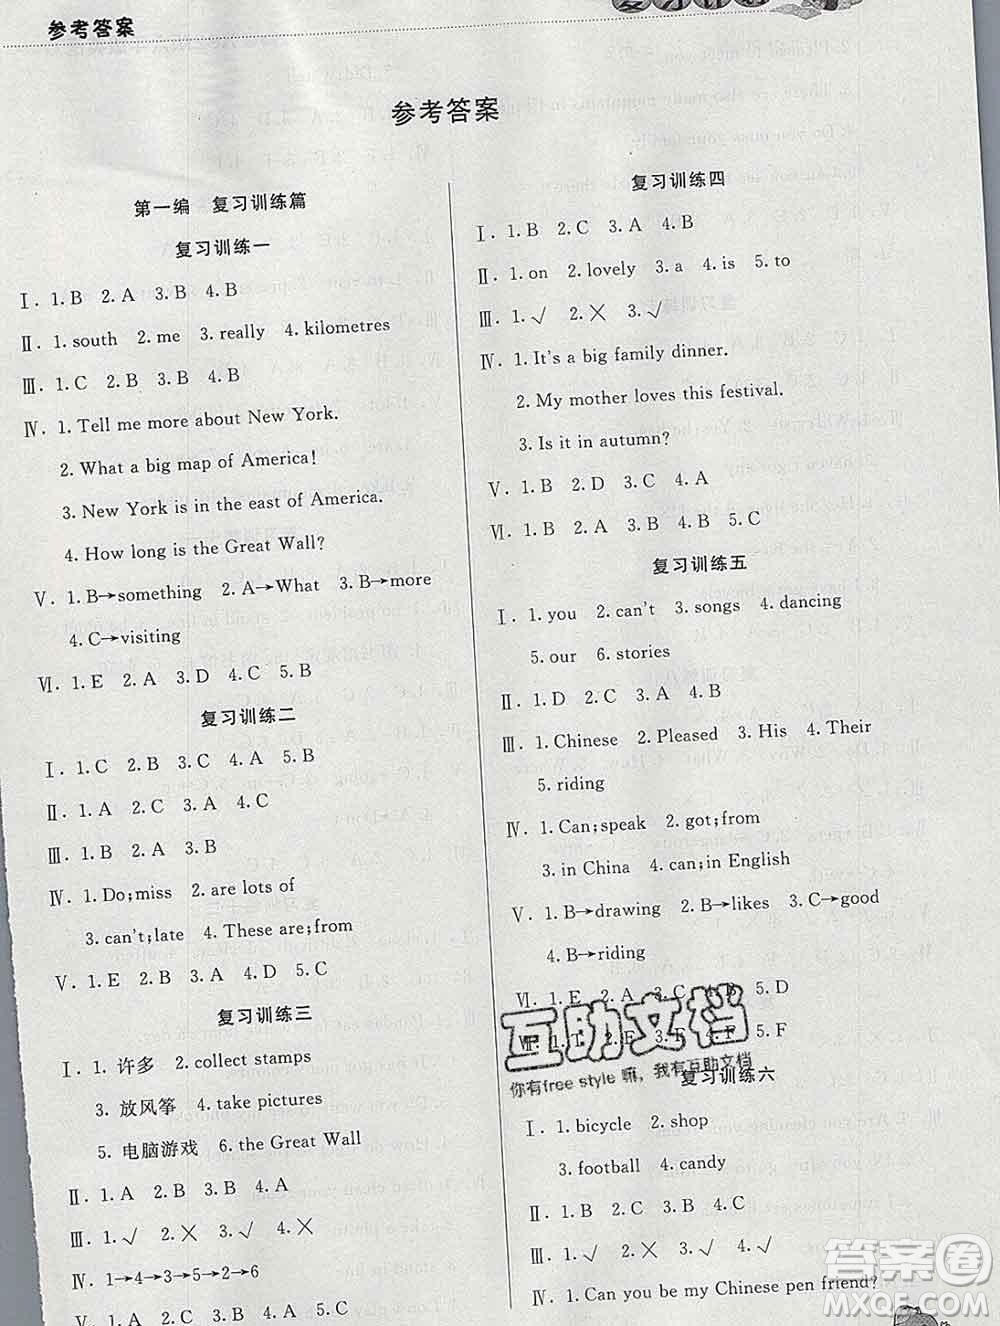 参考答案
参考答案
第一编 复习训练篇
复习训练一
Ⅰ. 1. B 2. A 3. B 4. B
Ⅱ. 1. south 2. me 3. really 4. kilometres
Ⅲ. 1. C 2. B 3. B 4. B
Ⅳ. 1. Tell me more about New York.
2. What a big map of America!
3. New York is in the east of America.
4. How long is the Great Wall?
Ⅴ. 1. B→something 2. A→What 3. B→more
4. C→visiting
Ⅵ. 1. E 2. A 3. D 4. C 5. B
复习训练二
Ⅰ. 1. C 2. B 3. C 4. A 5. B
Ⅱ. 1. A 2. C 3. A 4. C
Ⅲ. 1. B 2. A 3. B
Ⅳ. 1. Do;miss 2. are lots of
3. can't;late 4. These are;from
Ⅴ. 1. E 2. B 3. A 4. D 5. C
复习训练三
Ⅰ. 1. 许多 2. collect stamps
3. 放风筝 4. take pictures
5. 电脑游戏 6. the Great Wall
Ⅱ. 1. A 2. B 3. B 4. A
Ⅲ. 1. √ 2. × 3. √ 4. ×
Ⅳ. 1→4→3→5→2→6
Ⅴ. 1. C 2. A 3. D 4. B 5. A
复习训练四
Ⅰ. 1. B 2. C 3. A 4. B
Ⅱ. 1. on 2. lovely 3. a 4. is 5. to
Ⅲ. 1. √ 2. × 3. √
Ⅳ. 1. It's a big family dinner.
2. My mother loves this festival.
3. Is it in autumn?
Ⅴ. 1. B 2. D 3. C 4. A
Ⅵ. 1. B 2. A 3. B 4. B 5. C
复习训练五
Ⅰ. 1. you 2. can't 3. songs 4. dancing
5. our 6. stories
Ⅱ. 1. D 2. C 3. A 4. B
Ⅲ. 1. Chinese 2. Pleased 3. His 4. Their
5. riding
Ⅳ. 1. Can;speak 2. got;from
3. in China 4. can;in English
Ⅴ. 1. B→drawing 2. B→likes 3. C→good
4. B→riding
Ⅵ. 1. E 2. A 3. C 4. B 5. D
5. F
互助文档
你有free style 嘛，我有互助文档
复习训练六
Ⅰ. 1. bicycle 2. shop
3. football 4. candy
Ⅱ. 1. B 2. A 3. B 4. C
Ⅲ. 1. √ 2. × 3. √ 4. √
Ⅳ. 1. Can you be my Chinese pen friend?
答案圈
MXQE.COM